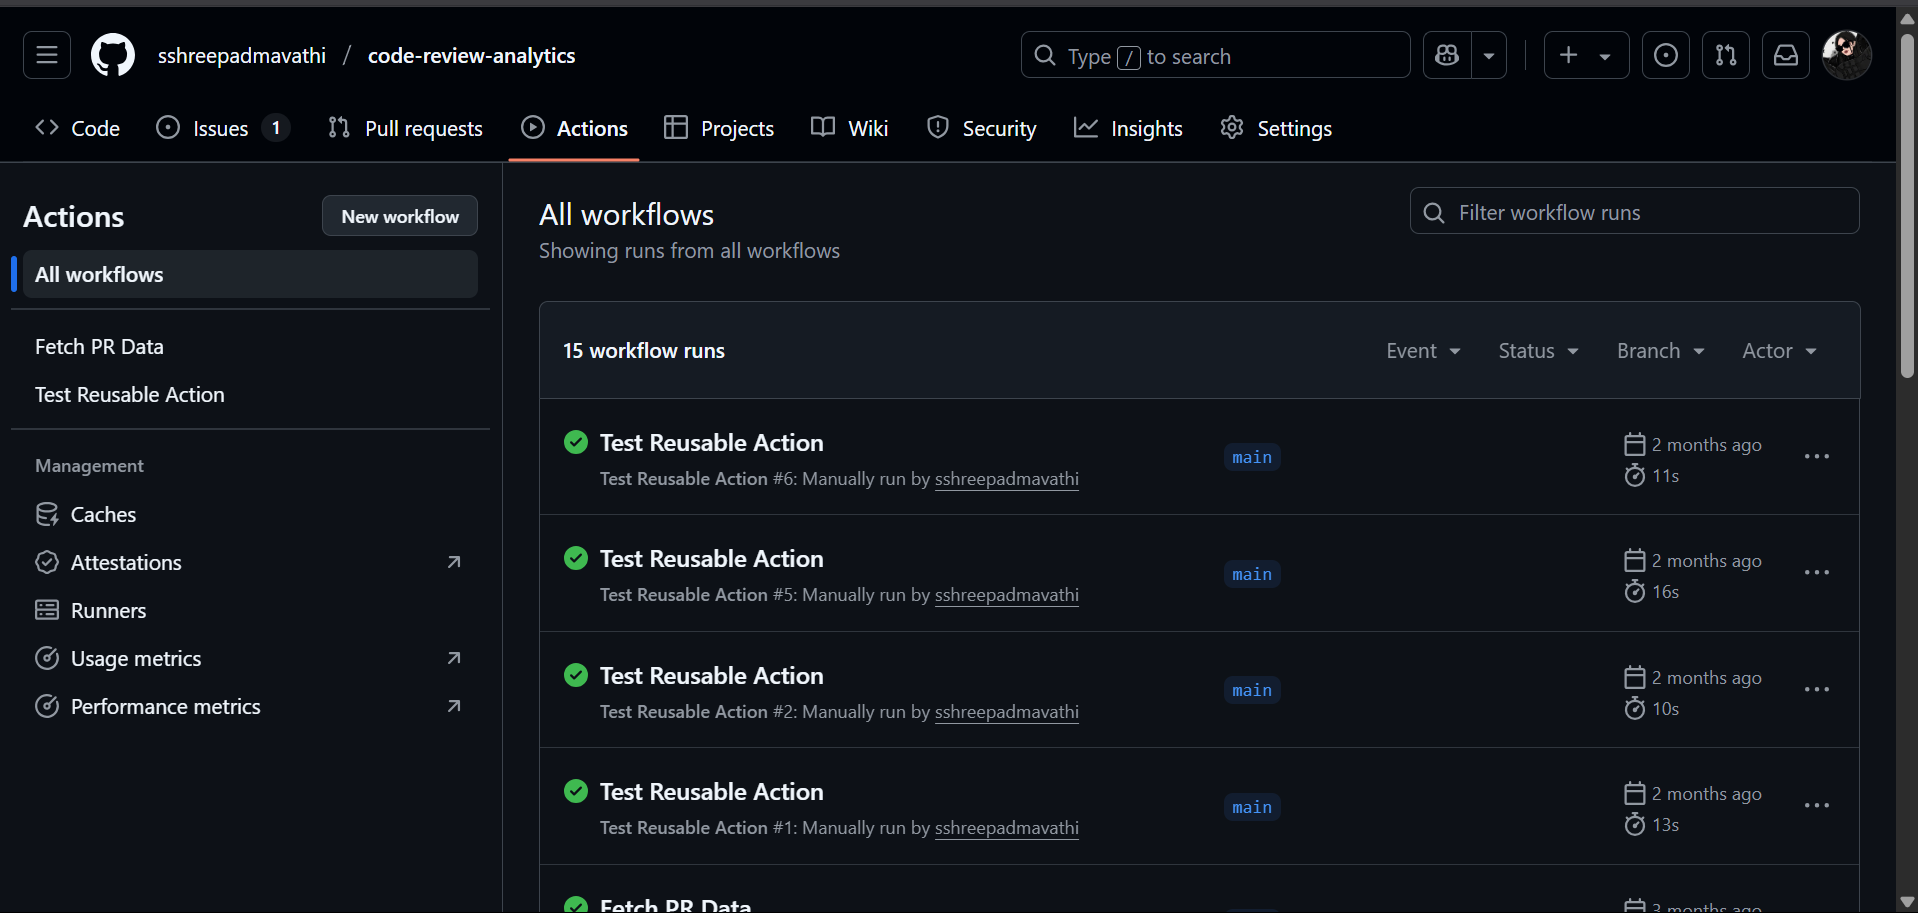 sshreepadmavathi / code-review-analytics
Type / to search
Code
Issues 1
Pull requests
Actions
Projects
Wiki
Security
Insights
Settings
Actions
New workflow
All workflows
Fetch PR Data
Test Reusable Action
Management
Caches
Attestations
Runners
Usage metrics
Performance metrics
All workflows
Showing runs from all workflows
Filter workflow runs
15 workflow runs
Event
Status
Branch
Actor
Test Reusable Action
Test Reusable Action #6: Manually run by sshreepadmavathi
main
2 months ago
11s
Test Reusable Action
Test Reusable Action #5: Manually run by sshreepadmavathi
main
2 months ago
16s
Test Reusable Action
Test Reusable Action #2: Manually run by sshreepadmavathi
main
2 months ago
10s
Test Reusable Action
Test Reusable Action #1: Manually run by sshreepadmavathi
main
2 months ago
13s
Fetch PR Data
3 months ago